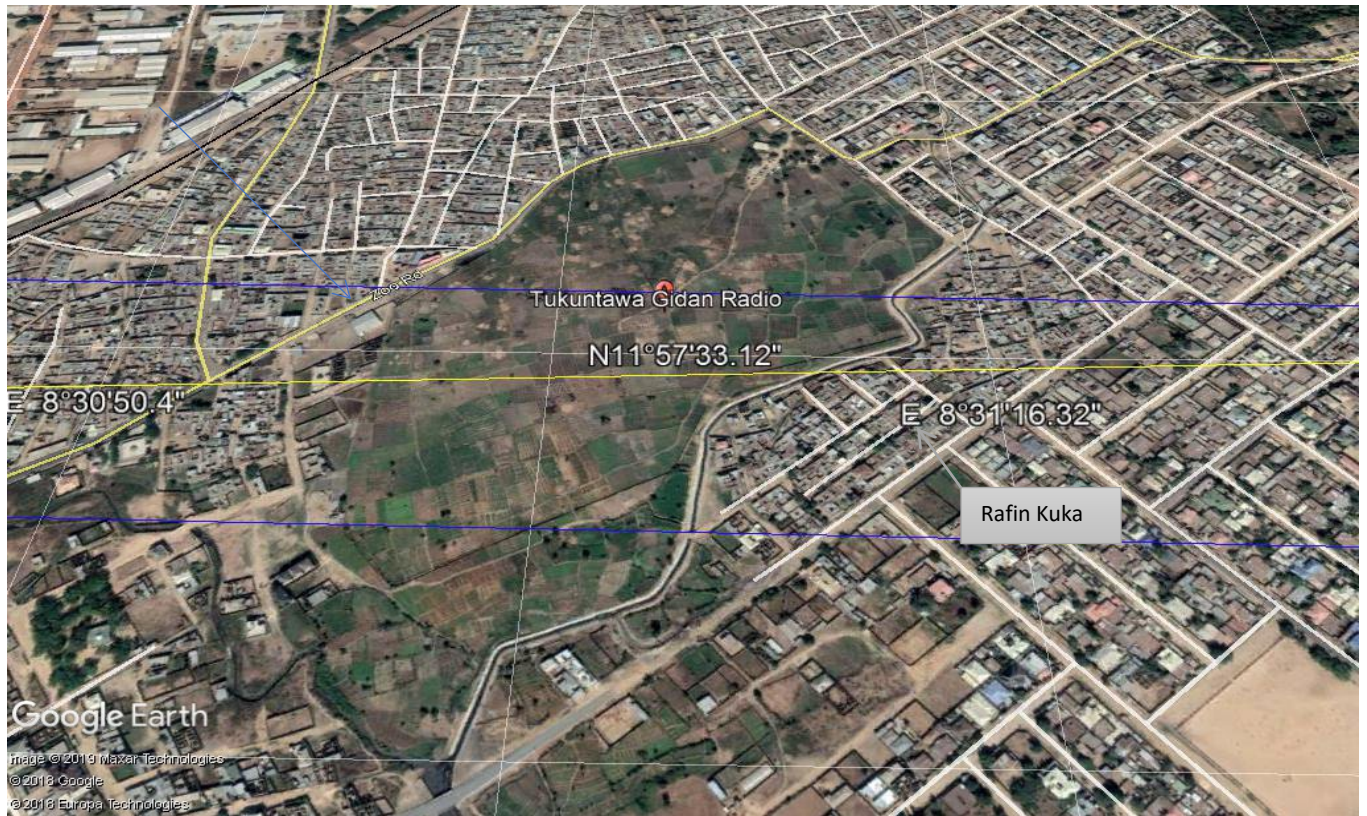 Zoo Rd
Tukuntawa Gidan Radio
N11°57'33.12"
E 8°30'50.4"
E 8°31'16.32"
Rafin Kuka
Google Earth
Image © 2019 Maxar Technologies
© 2018 Google
© 2018 Europa Technologies